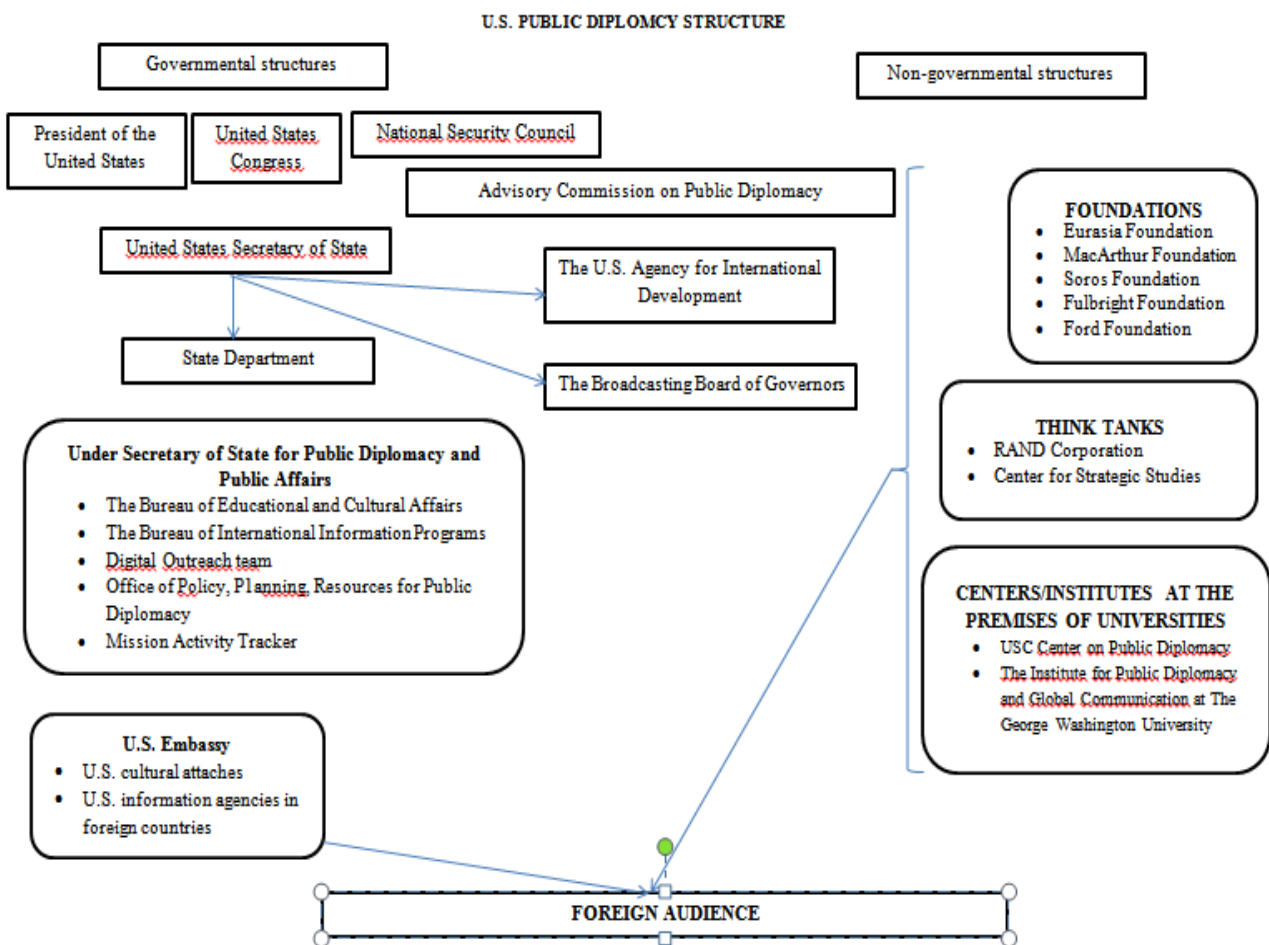 U.S. PUBLIC DIPLOMCY STRUCTURE
Governmental structures
Non-governmental structures
President of the
United States
United States
Congress
National Security Council
Advisory Commission on Public Diplomacy
United States Secretary of State
The U.S. Agency for International
Development
State Department
The Broadcasting Board of Governors
Under Secretary of State for Public Diplomacy and
Public Affairs
• The Bureau of Educational and Cultural Affairs
• The Bureau of International Information Programs
• Digital Outreach team
• Office of Policy, Planning, Resources for Public
Diplomacy
• Mission Activity Tracker
U.S. Embassy
• U.S. cultural attaches
• U.S. information agencies in
foreign countries
FOUNDATIONS
• Eurasia Foundation
• MacArthur Foundation
• Soros Foundation
• Fulbright Foundation
• Ford Foundation
THINK TANKS
• RAND Corporation
• Center for Strategic Studies
CENTERS/INSTITUTES AT THE
PREMISES OF UNIVERSITIES
• USC Center on Public Diplomacy
• The Institute for Public Diplomacy
and Global Communication at The
George Washington University
FOREIGN AUDIENCE